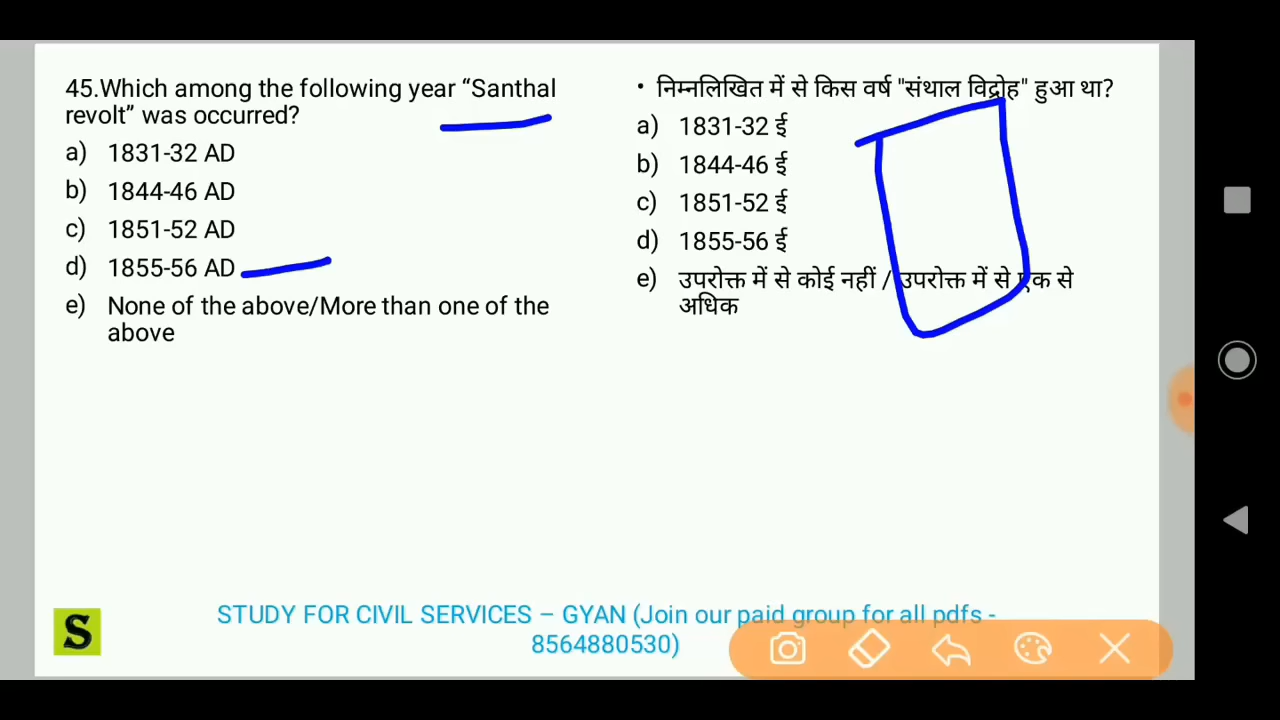 45.Which among the following year “Santhal
revolt” was occurred?
a) 1831-32 AD
b) 1844-46 AD
c) 1851-52 AD
d) 1855-56 AD
e) None of the above/More than one of the
above
• निम्नलिखित में से किस वर्ष "संथाल विद्रोह" हुआ था?
a) 1831-32 ई
b) 1844-46 ई
c) 1851-52 ई
d) 1855-56 ई
e) उपरोक्त में से कोई नहीं / उपरोक्त में से एक से
अधिक
S
STUDY FOR CIVIL SERVICES – GYAN (Join our paid group for all pdfs -
8564880530)